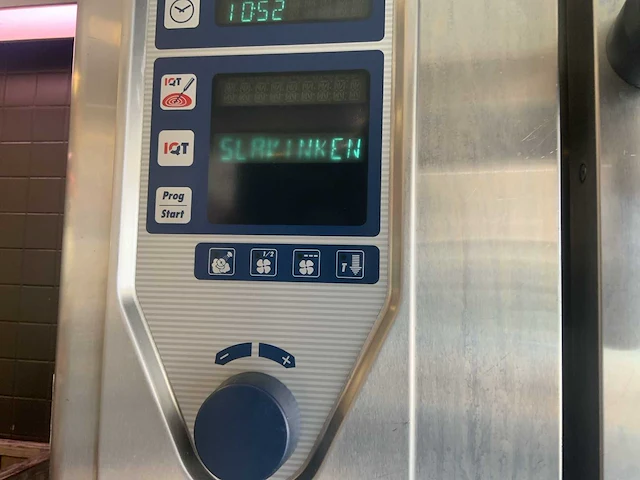 1052
IQT
SLAVINKEN
IQT
Prog
Start
1/2
T
- +